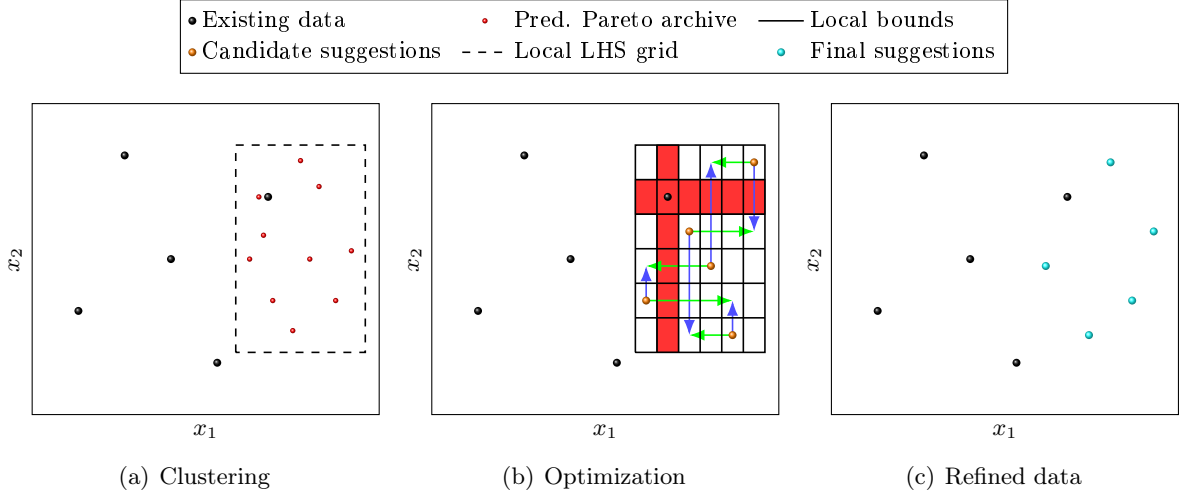 Existing data Pred. Pareto archive Local bounds
Candidate suggestions Local LHS grid Final suggestions
x₂ x₂ x₂
x₁ x₁ x₁
(a) Clustering (b) Optimization (c) Refined data